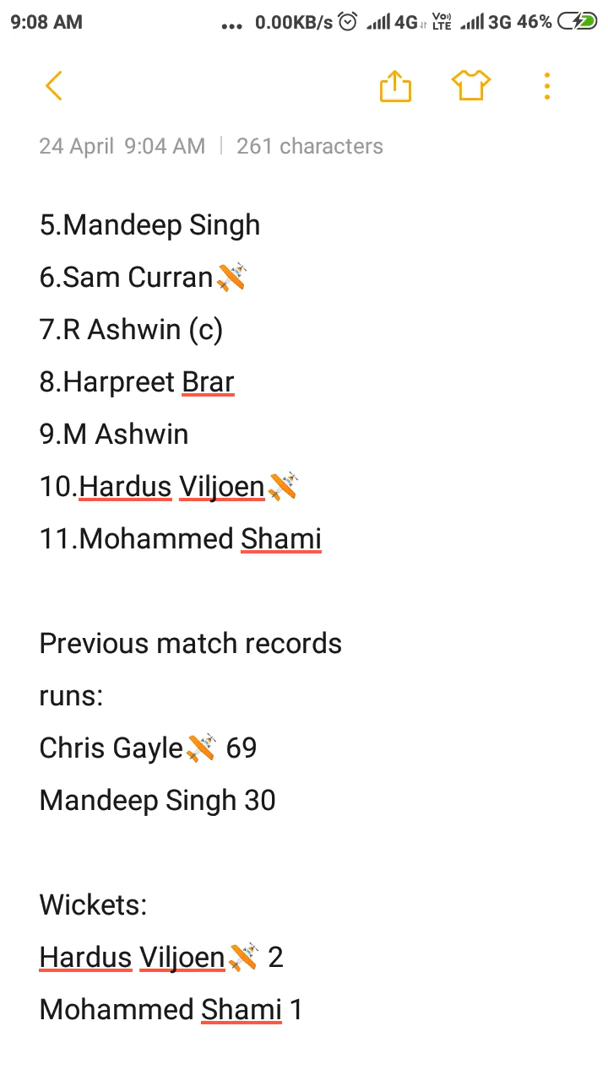 9:08 AM ... 0.00KB/s 4G Vo) LTE 3G 46%
24 April 9:04 AM | 261 characters
5.Mandeep Singh
6.Sam Curran🛩
7.R Ashwin (c)
8.Harpreet Brar
9.M Ashwin
10.Hardus Viljoen🛩
11.Mohammed Shami
Previous match records
runs:
Chris Gayle🛩 69
Mandeep Singh 30
Wickets:
Hardus Viljoen🛩 2
Mohammed Shami 1